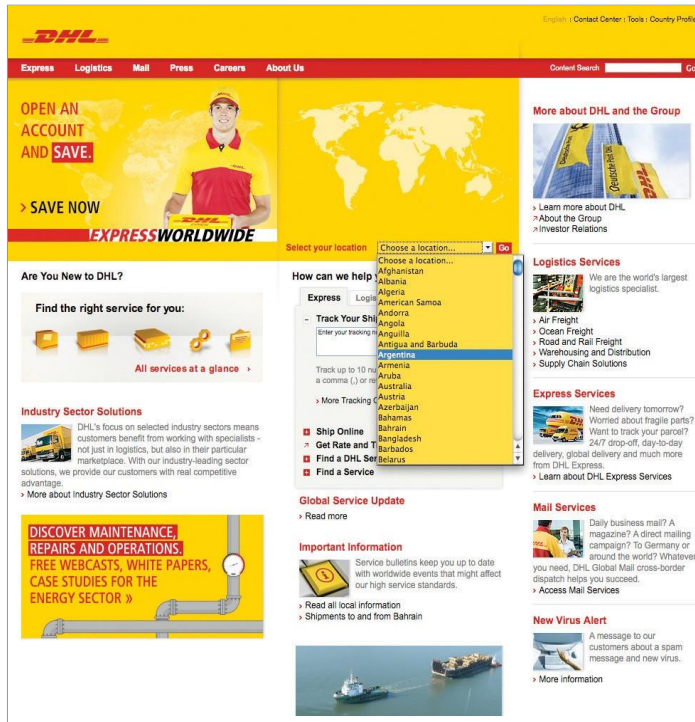 English : Contact Center : Tools : Country Profile
DHL
Express Logistics Mail Press Careers About Us
Content Search Go
OPEN AN
ACCOUNT
AND SAVE.
> SAVE NOW
DHL
EXPRESSWORLDWIDE
Select your location Choose a location... Go
Choose a location...
Afghanistan
Albania
Algeria
American Samoa
Andorra
Angola
Anguilla
Antigua and Barbuda
Argentina
Armenia
Aruba
Australia
Austria
Azerbaijan
Bahamas
Bahrain
Bangladesh
Barbados
Belarus
Are You New to DHL?
Find the right service for you:
All services at a glance ›
Industry Sector Solutions
DHL's focus on selected industry sectors means
customers benefit from working with specialists -
not just in logistics, but also in their particular
marketplace. With our industry-leading sector
solutions, we provide our customers with real competitive
advantage.
› More about Industry Sector Solutions
DISCOVER MAINTENANCE,
REPAIRS AND OPERATIONS.
FREE WEBCASTS, WHITE PAPERS,
CASE STUDIES FOR THE
ENERGY SECTOR »
How can we help
Express Logis
Track Your Ship
Enter your tracking n
Track up to 10 nu
a comma (,) or re
› More Tracking
Ship Online
Get Rate and T
Find a DHL Ser
Find a Service
Global Service Update
› Read more
Important Information
Service bulletins keep you up to date
with worldwide events that might affect
our high service standards.
› Read all local information
› Shipments to and from Bahrain
More about DHL and the Group
Deutsche Post
DHL
› Learn more about DHL
About the Group
Investor Relations
Logistics Services
We are the world's largest
logistics specialist.
› Air Freight
› Ocean Freight
› Road and Rail Freight
› Warehousing and Distribution
› Supply Chain Solutions
Express Services
Need delivery tomorrow?
Worried about fragile parts?
Want to track your parcel?
24/7 drop-off, day-to-day
delivery, global delivery and much more
from DHL Express.
› Learn about DHL Express Services
Mail Services
Daily business mail? A
magazine? A direct mailing
campaign? To Germany or
around the world? Whatever
you need, DHL Global Mail cross-border
dispatch helps you succeed.
› Access Mail Services
New Virus Alert
A message to our
customers about a spam
message and new virus.
› More information